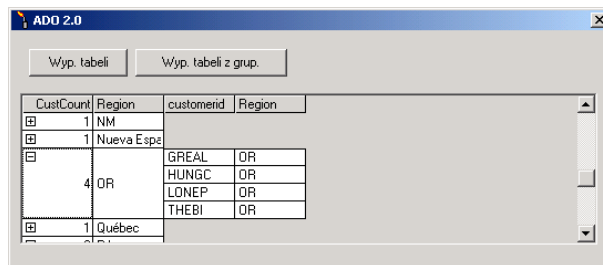 ADO 2.0
Wyp. tabeli Wyp. tabeli z grup.
CustCount Region customerid Region
1 NM
1 Nueva Espa
4 OR
GREAL OR
HUNGC OR
LONEP OR
THEBI OR
1 Québec